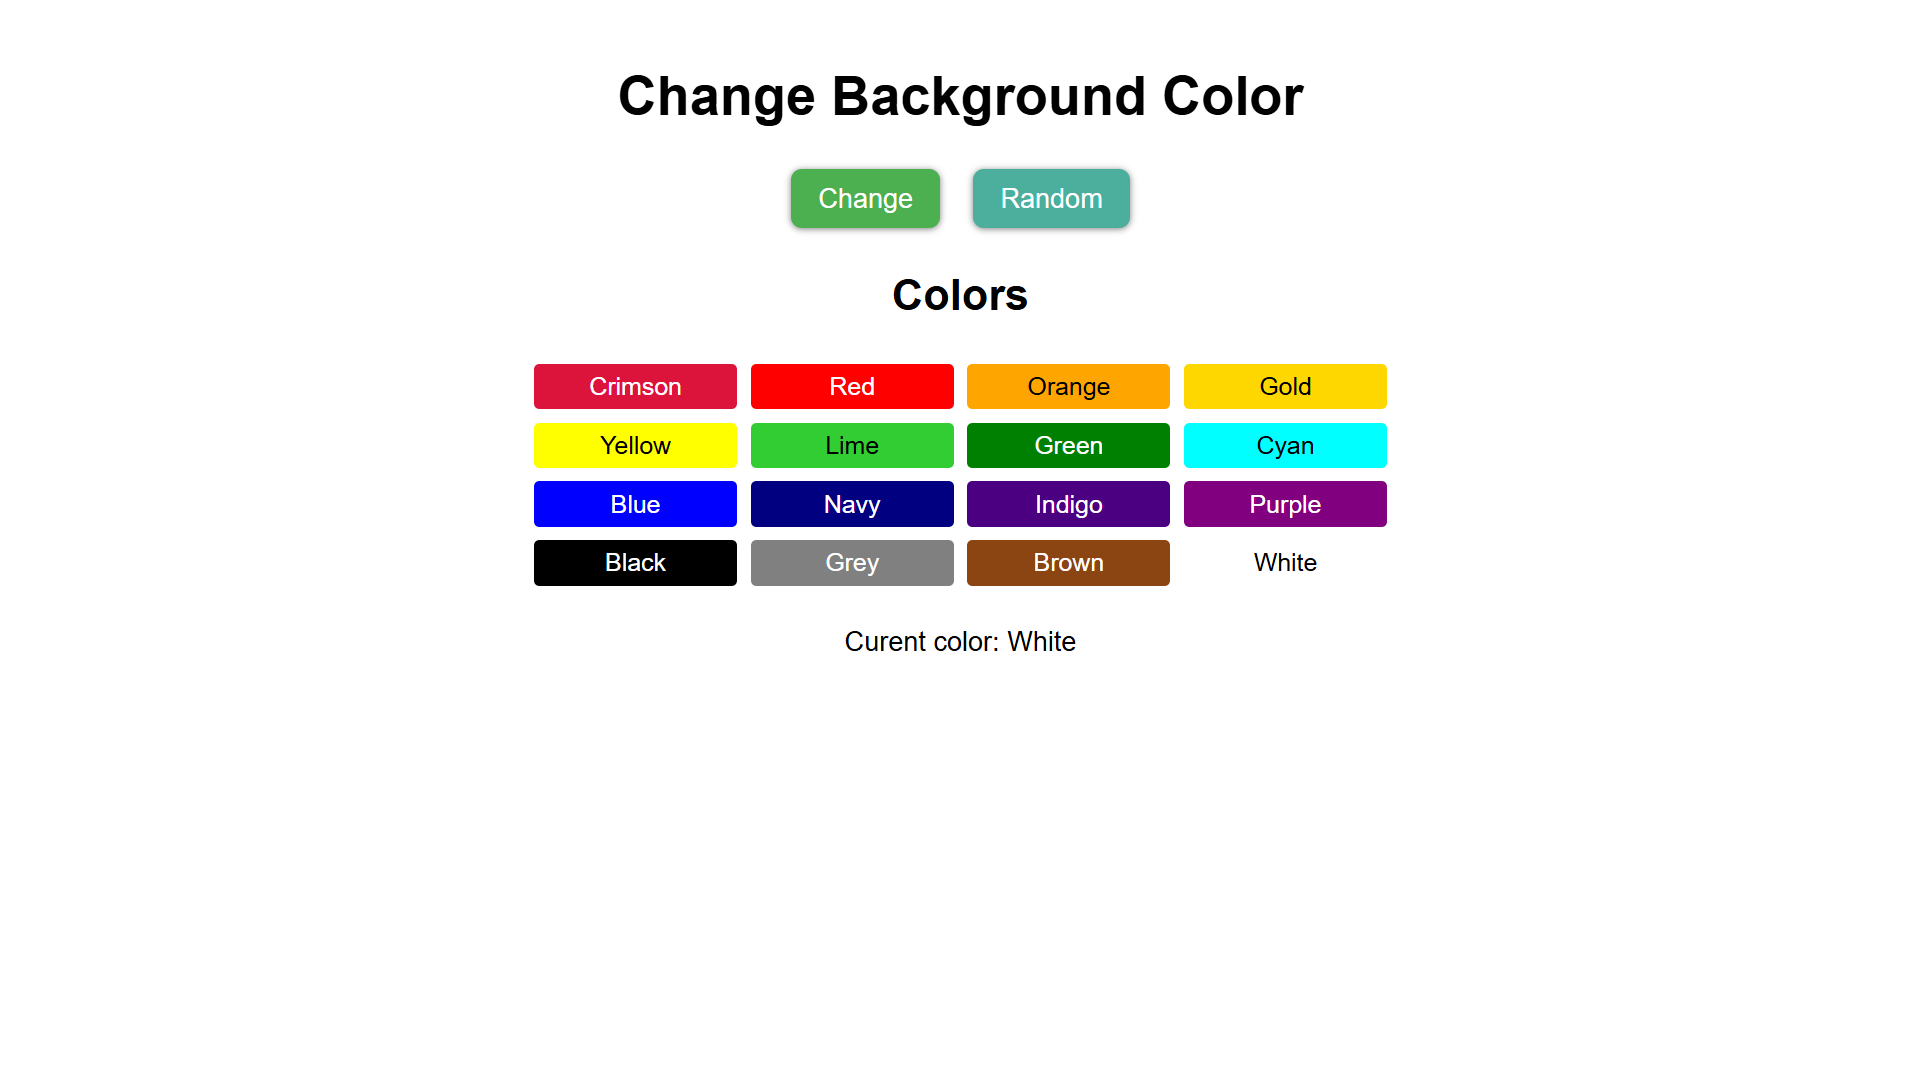 Change Background Color
Change Random
Colors
Crimson Red Orange Gold
Yellow Lime Green Cyan
Blue Navy Indigo Purple
Black Grey Brown White
Curent color: White